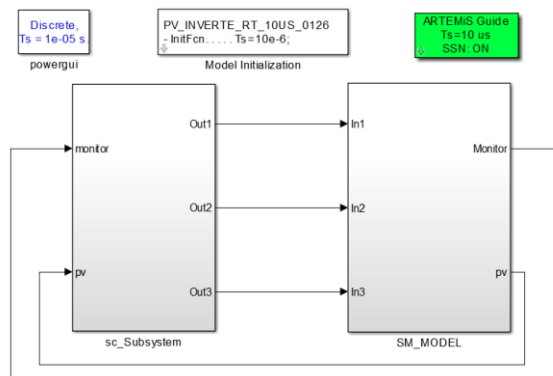 Discrete,
Ts = 1e-05 s.
powergui
PV_INVERTE_RT_10US_0126
- InitFcn . . . . . Ts=10e-6;
Model Initialization
ARTEMiS Guide
Ts=10 us
SSN: ON
monitor
pv
Out1
Out2
Out3
sc_Subsystem
In1
In2
In3
Monitor
pv
SM_MODEL